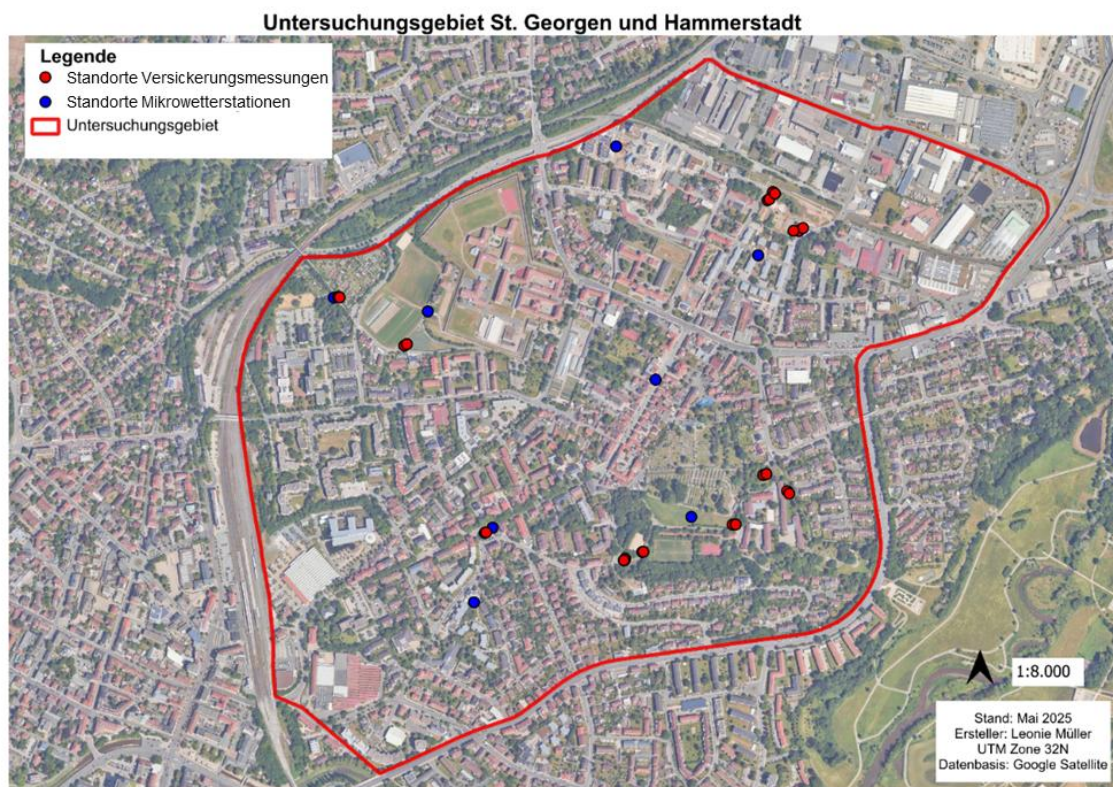 Untersuchungsgebiet St. Georgen und Hammerstadt
Legende
Standorte Versickerungsmessungen
Standorte Mikrowetterstationen
Untersuchungsgebiet
1:8.000
Stand: Mai 2025
Ersteller: Leonie Müller
UTM Zone 32N
Datenbasis: Google Satellite